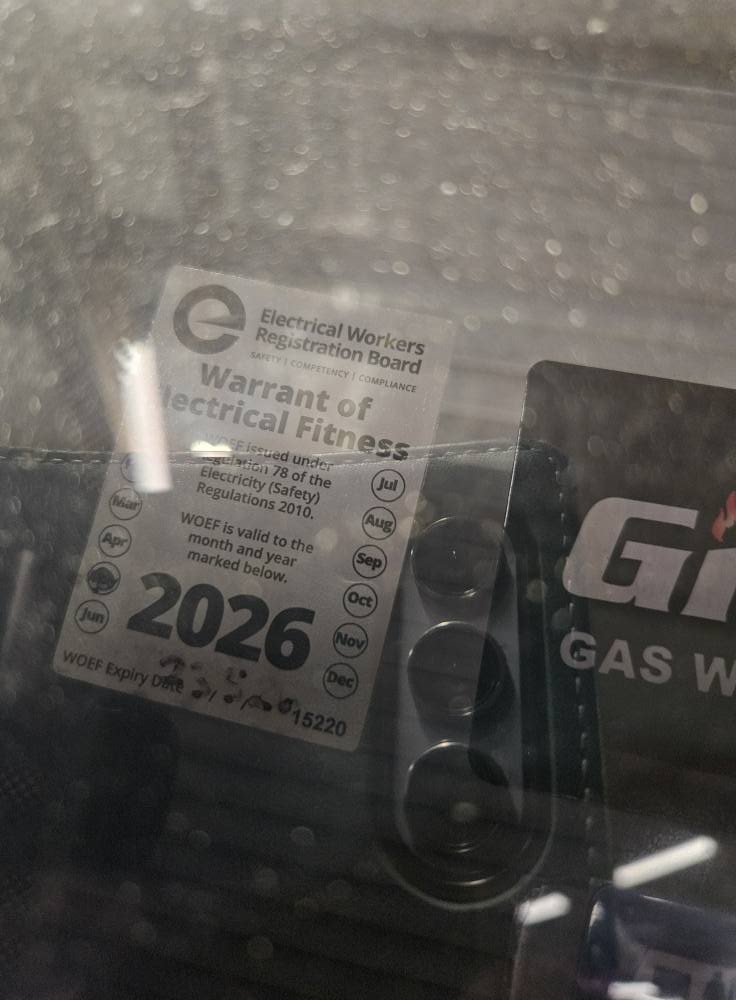 Electrical Workers
Registration Board
SAFETY | COMPETENCY | COMPLIANCE
Warrant of
lectrical Fitness
WOEF issued under
regulation 78 of the
Electricity (Safety)
Regulations 2010.
WOEF is valid to the
month and year
marked below.
Mar
Apr
Jun
Jul
Aug
Sep
Oct
Nov
Dec
2026
WOEF Expiry Date
15220
GAS W